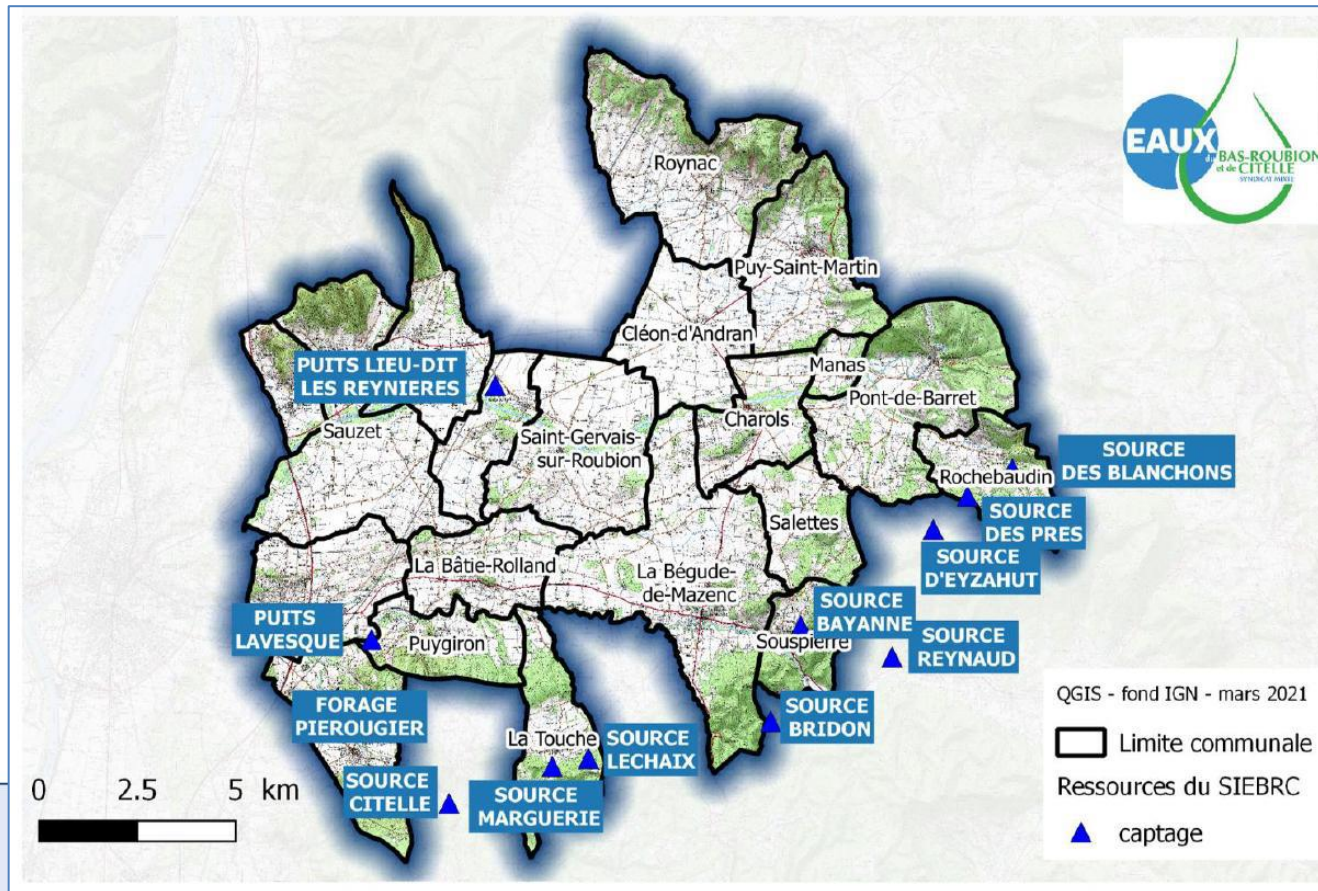 EAUX
du
BAS-ROUBION
et de CITELLE
SYNDICAT MIXTE
Roynac
Puy-Saint-Martin
Cléon-d'Andran
Manas
PUITS LIEU-DIT
LES REYNIERES
Pont-de-Barret
Charols
Sauzet
Saint-Gervais-
sur-Roubion
SOURCE
DES BLANCHONS
Rochebaudin
SOURCE
DES PRES
Salettes
SOURCE
D'EYZAHUT
La Bâtie-Rolland
La Bégude-
de-Mazenc
SOURCE
BAYANNE
PUITS
LAVESQUE
Puygiron
Souspierre
SOURCE
REYNAUD
FORAGE
PIEROUGIER
SOURCE
BRIDON
La Touche
SOURCE
LECHAIX
SOURCE
CITELLE
SOURCE
MARGUERIE
0 2.5 5 km
QGIS - fond IGN - mars 2021
Limite communale
Ressources du SIEBRC
captage